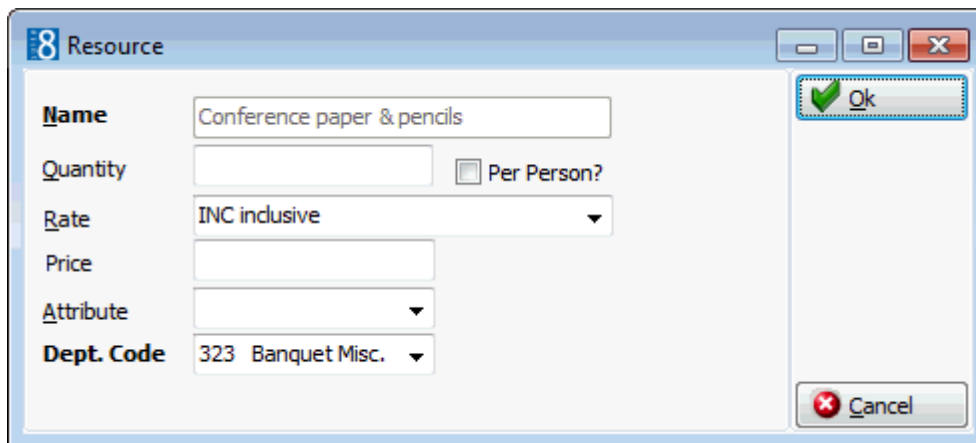 8 Resource
Name Conference paper & pencils
Ok
Quantity Per Person?
Rate INC inclusive
Price
Attribute
Dept. Code 323 Banquet Misc.
Cancel